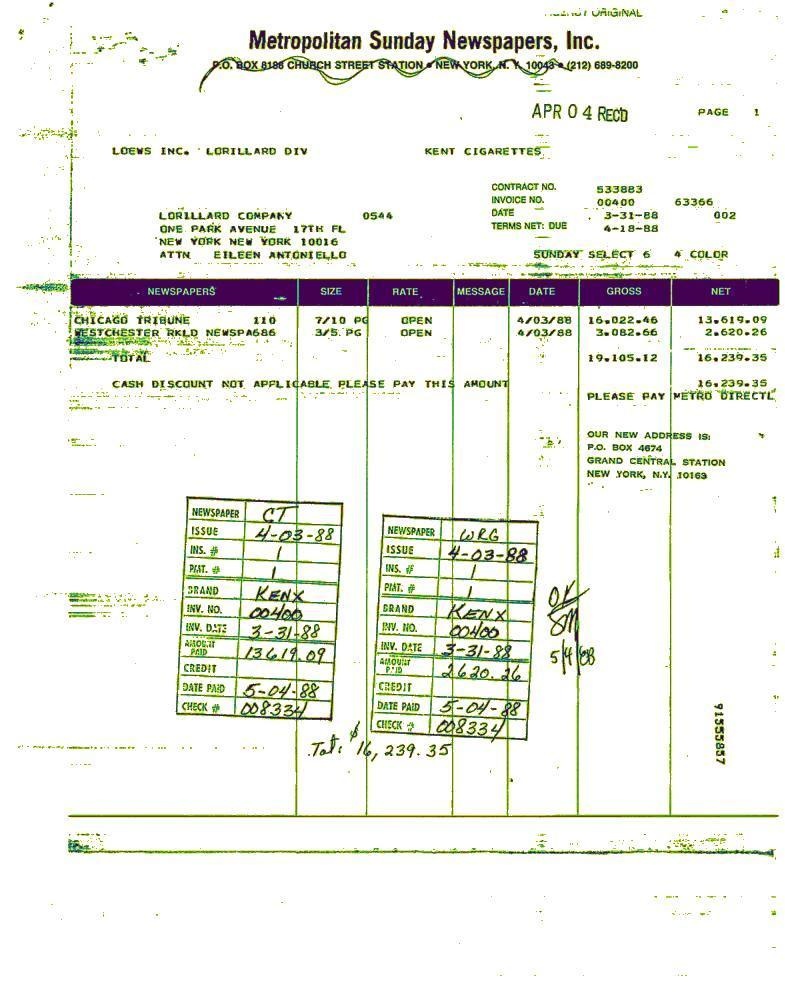 ORIGINAL
Metropolitan Sunday Newspapers, Inc.
P.O. BOX 8186 CHURCH STREET STATION • NEW YORK, N. Y. 10043 • (212) 689-8200
APR 04 REC'D PAGE 1
LOEWS INC. LORILLARD DIV KENT CIGARETTES
CONTRACT NO. 533883
INVOICE NO. 00400 63366
DATE 3-31-88 002
TERMS NET: DUE 4-18-88
LORILLARD COMPANY 0544
ONE PARK AVENUE 17TH FL
NEW YORK NEW YORK 10016
ATTN EILEEN ANTONIELLO SUNDAY SELECT 6 4 COLOR
NEWSPAPERS SIZE RATE MESSAGE DATE GROSS NET
CHICAGO TRIBUNE 110 7/10 PG OPEN 4/03/88 16.022.46 13.619.09
WESTCHESTER RKLD NEWSPA686 3/5 PG OPEN 4/03/88 3.082.66 2.620.26
TOTAL 19.105.12 16.239.35
CASH DISCOUNT NOT APPLICABLE PLEASE PAY THIS AMOUNT 16.239.35
PLEASE PAY METRO DIRECTL
OUR NEW ADDRESS IS:
P.O. BOX 4674
GRAND CENTRAL STATION
NEW YORK, N.Y. 10163
NEWSPAPER CT
ISSUE 4-03-88
INS. # 1
PMT. # 1
BRAND KENX
INV. NO. 00400
INV. DATE 3-31-88
AMOUNT PAID 13619.09
CREDIT
DATE PAID 5-04-88
CHECK # 008334
NEWSPAPER WRG
ISSUE 4-03-88
INS. # 1
PMT. # 1
BRAND KENX
INV. NO. 00400
INV. DATE 3-31-88
AMOUNT PAID 2620.26
CREDIT
DATE PAID 5-04-88
CHECK # 008334
OK
SM
5/4/88
Tot: $16,239.35
91555857